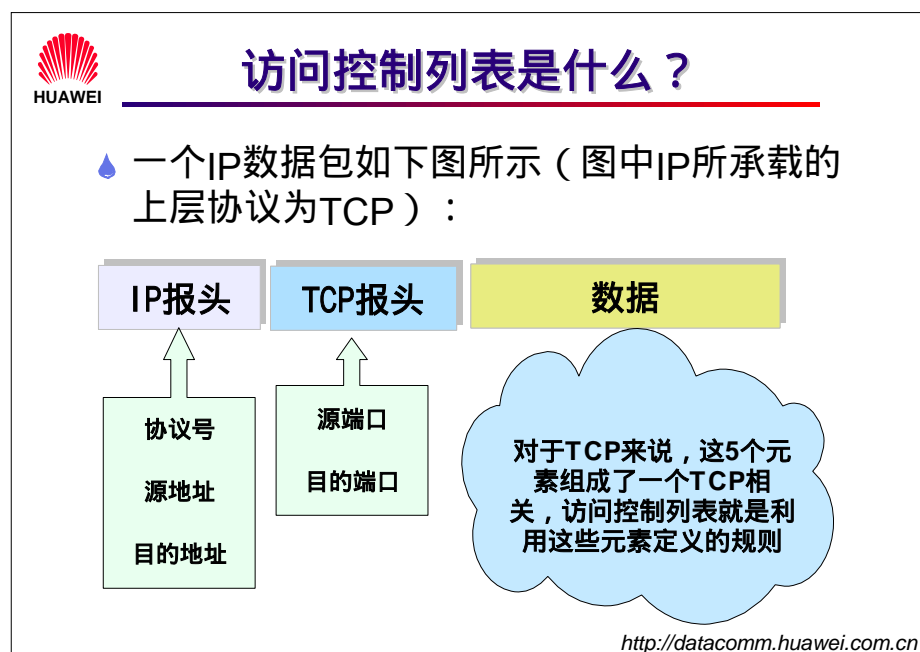 HUAWEI
访问控制列表是什么？
一个IP数据包如下图所示（图中IP所承载的
上层协议为TCP）：
IP报头
TCP报头
数据
协议号
源地址
目的地址
源端口
目的端口
对于TCP来说，这5个元
素组成了一个TCP相
关，访问控制列表就是利
用这些元素定义的规则
http://datacomm.huawei.com.cn